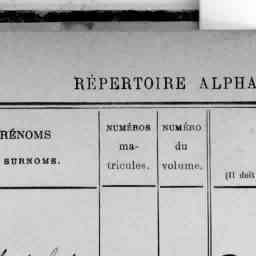 RÉPERTOIRE ALPHA
RÉNOMS
SURNOMS.
NUMÉROS
ma-
tricules.
NUMÉRO
du
volume.
(Il doit